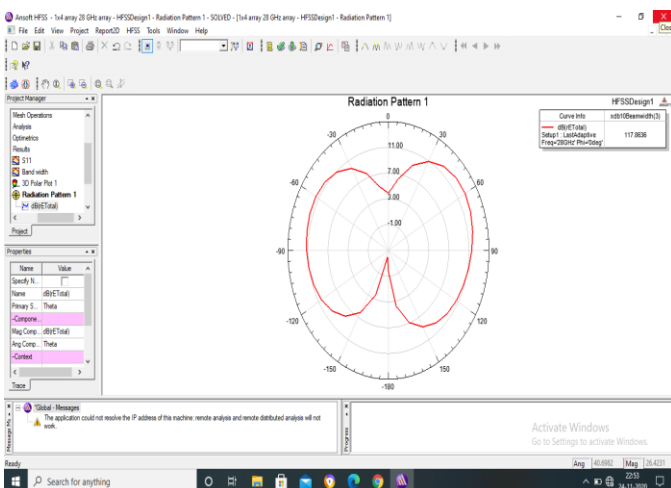 Ansoft HFSS - 1x4 array 28 GHz array - HFSSDesign1 - Radiation Pattern 1 - SOLVED - [1x4 array 28 GHz array - HFSSDesign1 - Radiation Pattern 1]
Clos
File Edit View Project Report2D HFSS Tools Window Help
Project Manager
Mesh Operations
Analysis
Optimetrics
Results
S11
Band width
3D Polar Plot 1
Radiation Pattern 1
dB(rETotal)
Project
Properties
Name Value
Specify N...
Name dB(rETotal)
Primary S... Theta
-Compone...
Mag Comp... dB(rETotal)
Ang Comp... Theta
-Context
Trace
Radiation Pattern 1
HFSSDesign1
Curve Info xdb10Beamwidth(3)
dB(rETotal)
Setup1 : LastAdaptive
Freq='28GHz' Phi='0deg'
117.8636
0
-30 30
11.00
-60 60
7.00
3.00
-1.00
-90 90
-120 120
-150 150
-180
Message Ma
*Global - Messages
The application could not resolve the IP address of this machine: remote analysis and remote distributed analysis will not
work.
Progress
Activate Windows
Go to Settings to activate Windows.
Ready
Ang 40.6982 Mag 26.4231
Search for anything
22:53
24-11-2020